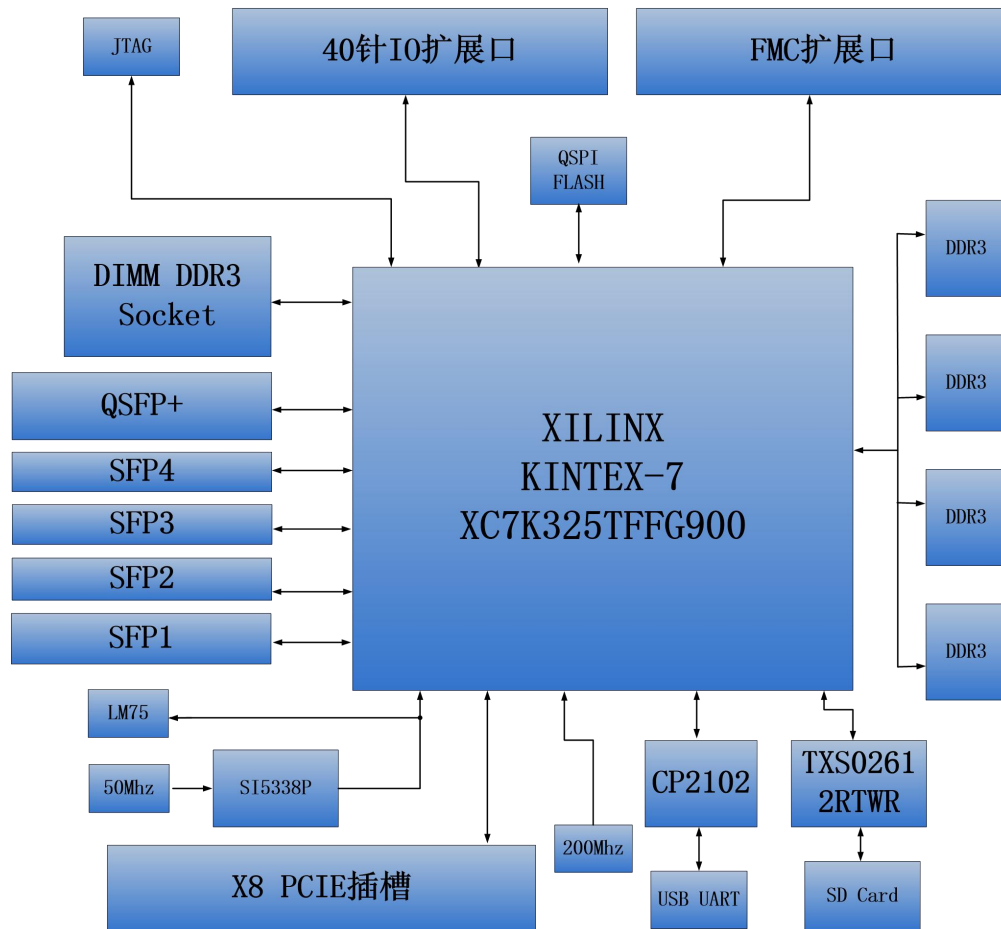 JTAG
40针IO扩展口
FMC扩展口
QSPI
FLASH
DDR3
DIMM DDR3
Socket
DDR3
QSFP+
XILINX
KINTEX-7
XC7K325TFFG900
SFP4
SFP3
DDR3
SFP2
SFP1
DDR3
LM75
50Mhz
SI5338P
CP2102
TXS0261
2RTWR
200Mhz
X8 PCIE插槽
USB UART
SD Card